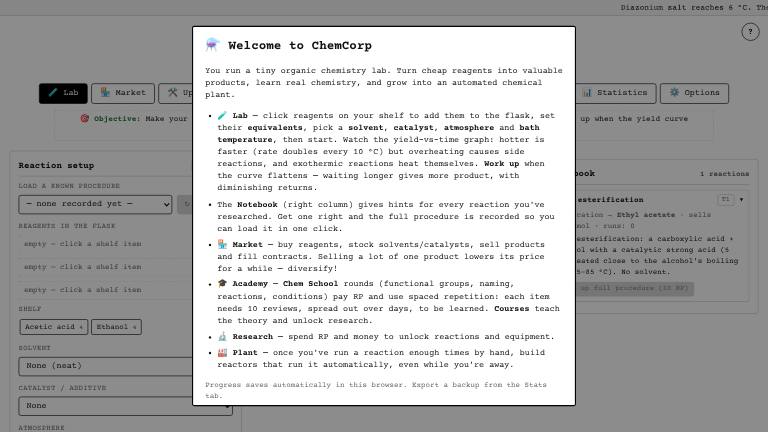 Diazonium salt reaches 6 °C. The
?
🧪 Lab
🏪 Market
🛠 Up
📊 Statistics
⚙️ Options
🎯 Objective: Make your
up when the yield curve
Reaction setup
LOAD A KNOWN PROCEDURE
— none recorded yet —
REAGENTS IN THE FLASK
empty — click a shelf item
empty — click a shelf item
empty — click a shelf item
SHELF
Acetic acid
Ethanol
SOLVENT
None (neat)
CATALYST / ADDITIVE
None
ATMOSPHERE
⚗️ Welcome to ChemCorp
You run a tiny organic chemistry lab. Turn cheap reagents into valuable
products, learn real chemistry, and grow into an automated chemical
plant.
• 🧪 Lab — click reagents on your shelf to add them to the flask, set
their equivalents, pick a solvent, catalyst, atmosphere and bath
temperature, then start. Watch the yield-vs-time graph: hotter is
faster (rate doubles every 10 °C) but overheating causes side
reactions, and exothermic reactions heat themselves. Work up when
the curve flattens — waiting longer gives more product, with
diminishing returns.
• The Notebook (right column) gives hints for every reaction you've
researched. Get one right and the full procedure is recorded so you
can load it in one click.
• 🏪 Market — buy reagents, stock solvents/catalysts, sell products
and fill contracts. Selling a lot of one product lowers its price
for a while — diversify!
• 🎓 Academy — Chem School rounds (functional groups, naming,
reactions, conditions) pay RP and use spaced repetition: each item
needs 10 reviews, spread out over days, to be learned. Courses teach
the theory and unlock research.
• 🔬 Research — spend RP and money to unlock reactions and equipment.
• 🏭 Plant — once you've run a reaction enough times by hand, build
reactors that run it automatically, even while you're away.
Progress saves automatically in this browser. Export a backup from the Stats
tab.
book
1 reactions
esterification
T1 ▾
cation — Ethyl acetate · sells
mol · runs: 0
esterification: a carboxylic acid +
ol with a catalytic strong acid (5
eated close to the alcohol's boiling
5–85 °C). No solvent.
up full procedure (10 RP)